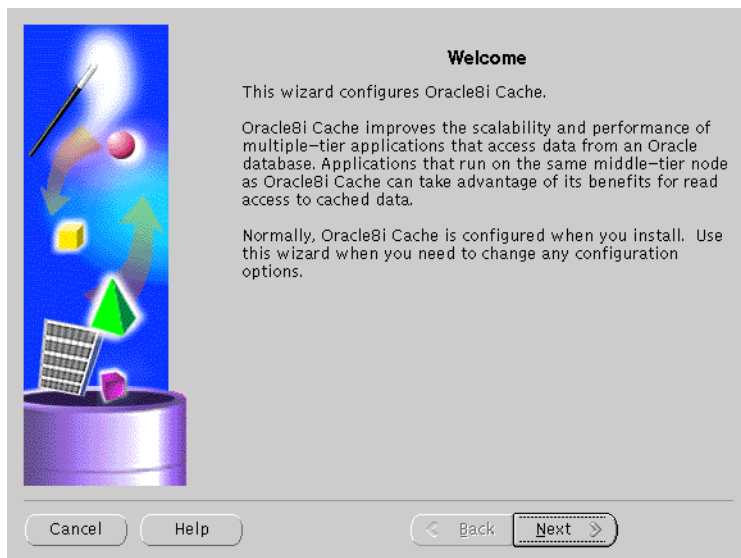 Welcome
This wizard configures Oracle8i Cache.
Oracle8i Cache improves the scalability and performance of
multiple-tier applications that access data from an Oracle
database. Applications that run on the same middle-tier node
as Oracle8i Cache can take advantage of its benefits for read
access to cached data.
Normally, Oracle8i Cache is configured when you install. Use
this wizard when you need to change any configuration
options.
Cancel
Help
Back
Next